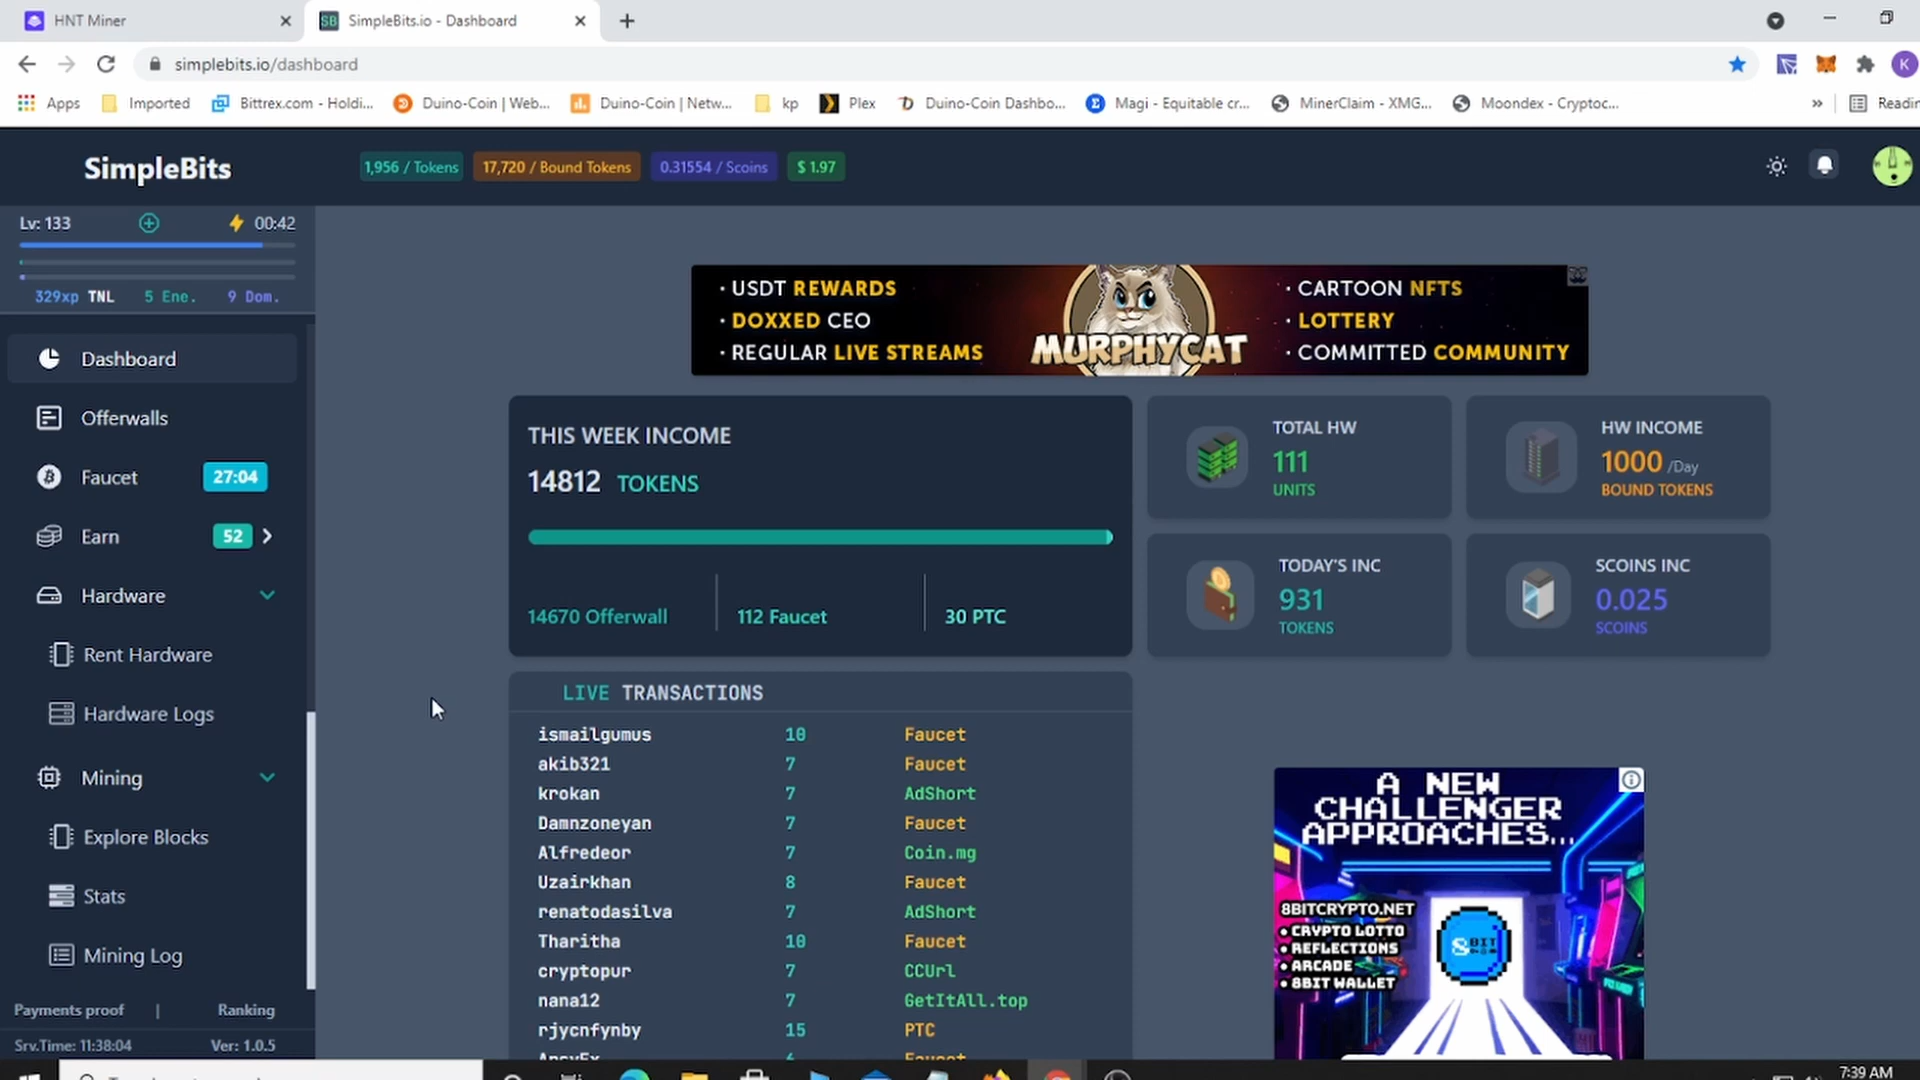 HNT Miner
SimpleBits.io - Dashboard
simplebits.io/dashboard
Apps
Imported
Bittrex.com - Holdi...
Duino-Coin | Web...
Duino-Coin | Netw...
kp
Plex
Duino-Coin Dashbo...
Magi - Equitable cr...
MinerClaim - XMG...
Moondex - Cryptoc...
»
Readin
K
SimpleBits
1,956 / Tokens
17,720 / Bound Tokens
0.31554 / Scoins
$ 1.97
Lv: 133
00:42
329xp TNL
5 Ene.
9 Dom.
Dashboard
Offerwalls
Faucet
27:04
Earn
52
Hardware
Rent Hardware
Hardware Logs
Mining
Explore Blocks
Stats
Mining Log
Payments proof
|
Ranking
Srv.Time: 11:38:04
Ver: 1.0.5
· USDT REWARDS
· DOXXED CEO
· REGULAR LIVE STREAMS
MURPHYCAT
· CARTOON NFTS
· LOTTERY
· COMMITTED COMMUNITY
THIS WEEK INCOME
14812 TOKENS
14670 Offerwall
112 Faucet
30 PTC
TOTAL HW
111
UNITS
HW INCOME
1000 /Day
BOUND TOKENS
TODAY'S INC
931
TOKENS
SCOINS INC
0.025
SCOINS
LIVE TRANSACTIONS
ismailgumus 10 Faucet
akib321 7 Faucet
krokan 7 AdShort
Damnzoneyan 7 Faucet
Alfredeor 7 Coin.mg
Uzairkhan 8 Faucet
renatodasilva 7 AdShort
Tharitha 10 Faucet
cryptopur 7 CCUrl
nana12 7 GetItAll.top
rjycnfynby 15 PTC
A NEW
CHALLENGER
APPROACHES...
8BITCRYPTO.NET
• CRYPTO LOTTO
• REFLECTIONS
• ARCADE
• 8BIT WALLET
8BIT
7:39 AM